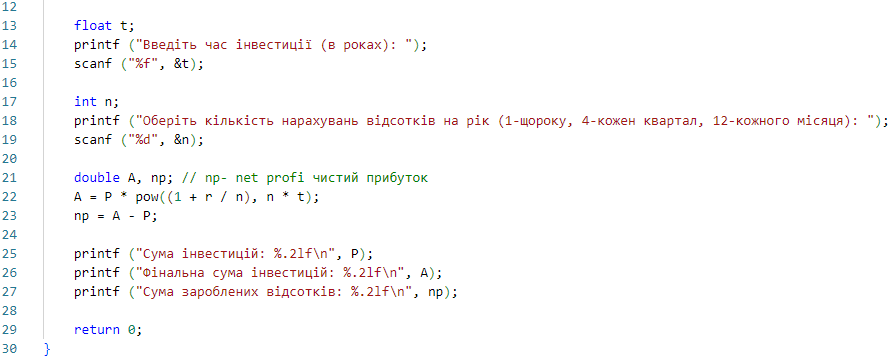 12
13 float t;
14 printf ("Введіть час інвестиції (в роках): ");
15 scanf ("%f", &t);
16
17 int n;
18 printf ("Оберіть кількість нарахувань відсотків на рік (1-щороку, 4-кожен квартал, 12-кожного місяця): ");
19 scanf ("%d", &n);
20
21 double A, np; // np- net profi чистий прибуток
22 A = P * pow((1 + r / n), n * t);
23 np = A - P;
24
25 printf ("Сума інвестицій: %.2lf\n", P);
26 printf ("Фінальна сума інвестицій: %.2lf\n", A);
27 printf ("Сума зароблених відсотків: %.2lf\n", np);
28
29 return 0;
30 }